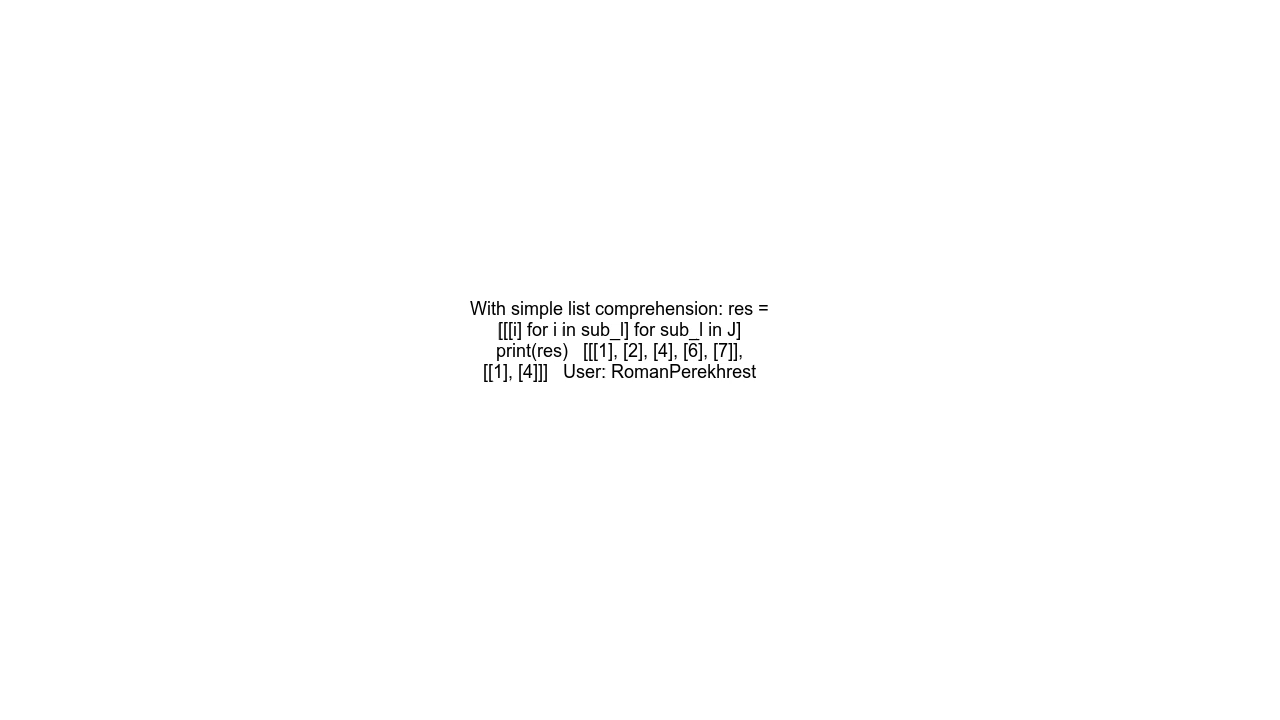 With simple list comprehension: res =
[[[i] for i in sub_l] for sub_l in J]
print(res)   [[[1], [2], [4], [6], [7]],
[[1], [4]]]   User: RomanPerekhrest